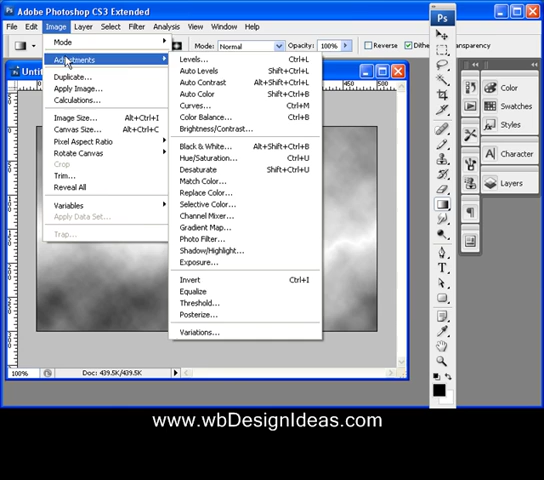 Adobe Photoshop CS3 Extended
Ps
File Edit Image Layer Select Filter Analysis View Window Help
Mode: Normal Opacity: 100% Reverse
Mode
Adjustments
Duplicate...
Apply Image...
Calculations...
Image Size... Alt+Ctrl+I
Canvas Size... Alt+Ctrl+C
Pixel Aspect Ratio
Rotate Canvas
Crop
Trim...
Reveal All
Variables
Apply Data Set...
Trap...
Levels... Ctrl+L
Auto Levels Shift+Ctrl+L
Auto Contrast Alt+Shift+Ctrl+L
Auto Color Shift+Ctrl+B
Curves... Ctrl+M
Color Balance... Ctrl+B
Brightness/Contrast...
Black & White... Alt+Shift+Ctrl+B
Hue/Saturation... Ctrl+U
Desaturate Shift+Ctrl+U
Match Color...
Replace Color...
Selective Color...
Channel Mixer...
Gradient Map...
Photo Filter...
Shadow/Highlight...
Exposure...
Invert Ctrl+I
Equalize
Threshold...
Posterize...
Variations...
Ps
Color
Swatches
Styles
Character
Layers
100% Doc: 439.5K/439.5K
www.wbDesignIdeas.com